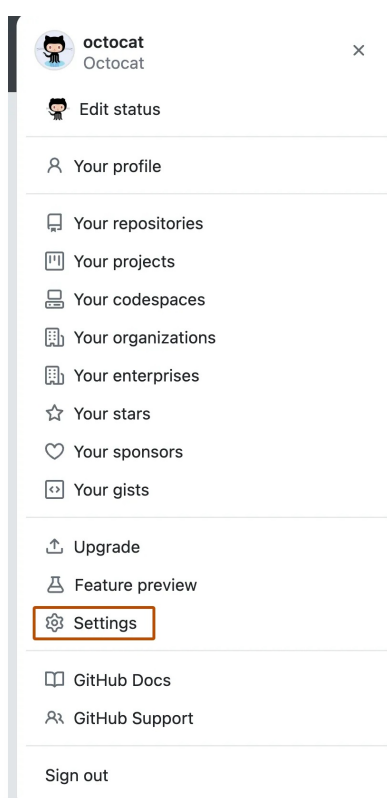 octocat
Octocat
Edit status
Your profile
Your repositories
Your projects
Your codespaces
Your organizations
Your enterprises
Your stars
Your sponsors
Your gists
Upgrade
Feature preview
Settings
GitHub Docs
GitHub Support
Sign out